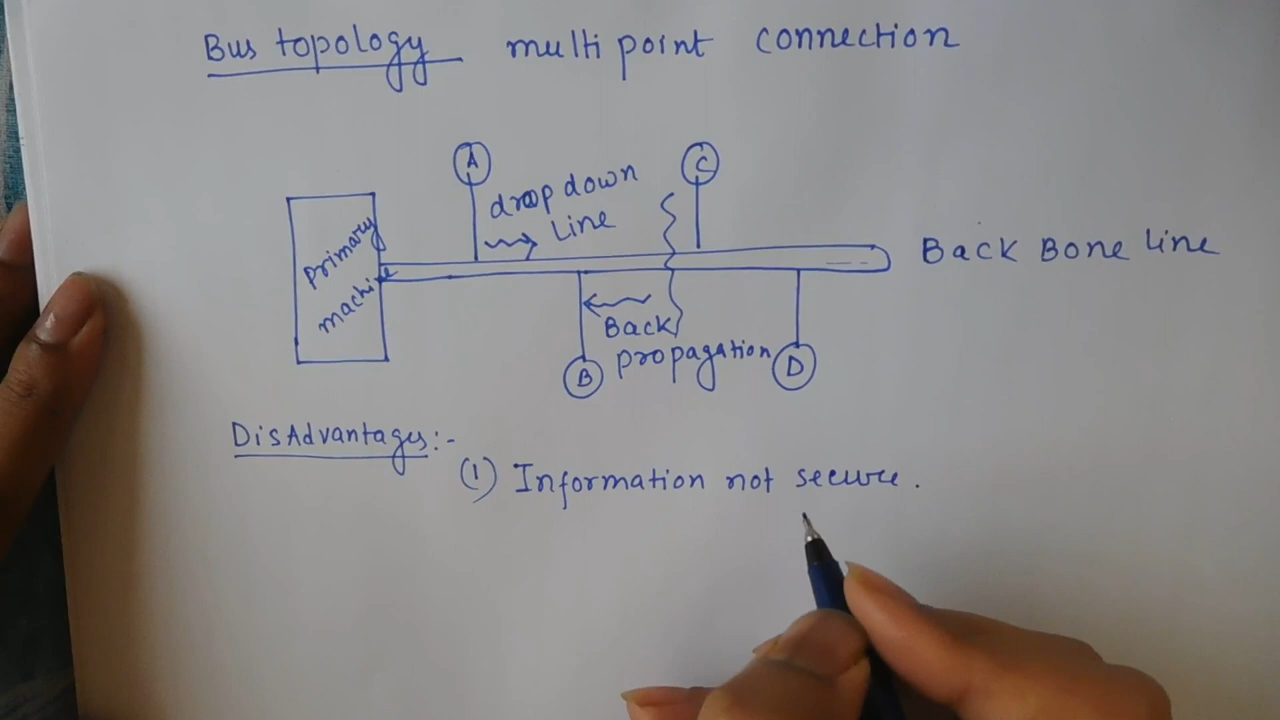 Bus topology multi point connection
A
C
drop down
Line
Primary
machine
Back Bone line
Back
propagation
B
D
DisAdvantages:-
(1) Information not secure.